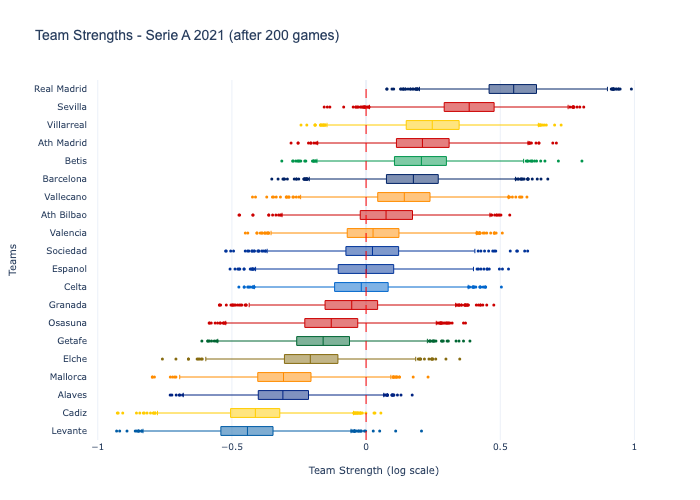 Team Strengths - Serie A 2021 (after 200 games)
Real Madrid
Sevilla
Villarreal
Ath Madrid
Betis
Barcelona
Vallecano
Ath Bilbao
Valencia
Sociedad
Espanol
Celta
Granada
Osasuna
Getafe
Elche
Mallorca
Alaves
Cadiz
Levante
Teams
−1 −0.5 0 0.5 1
Team Strength (log scale)